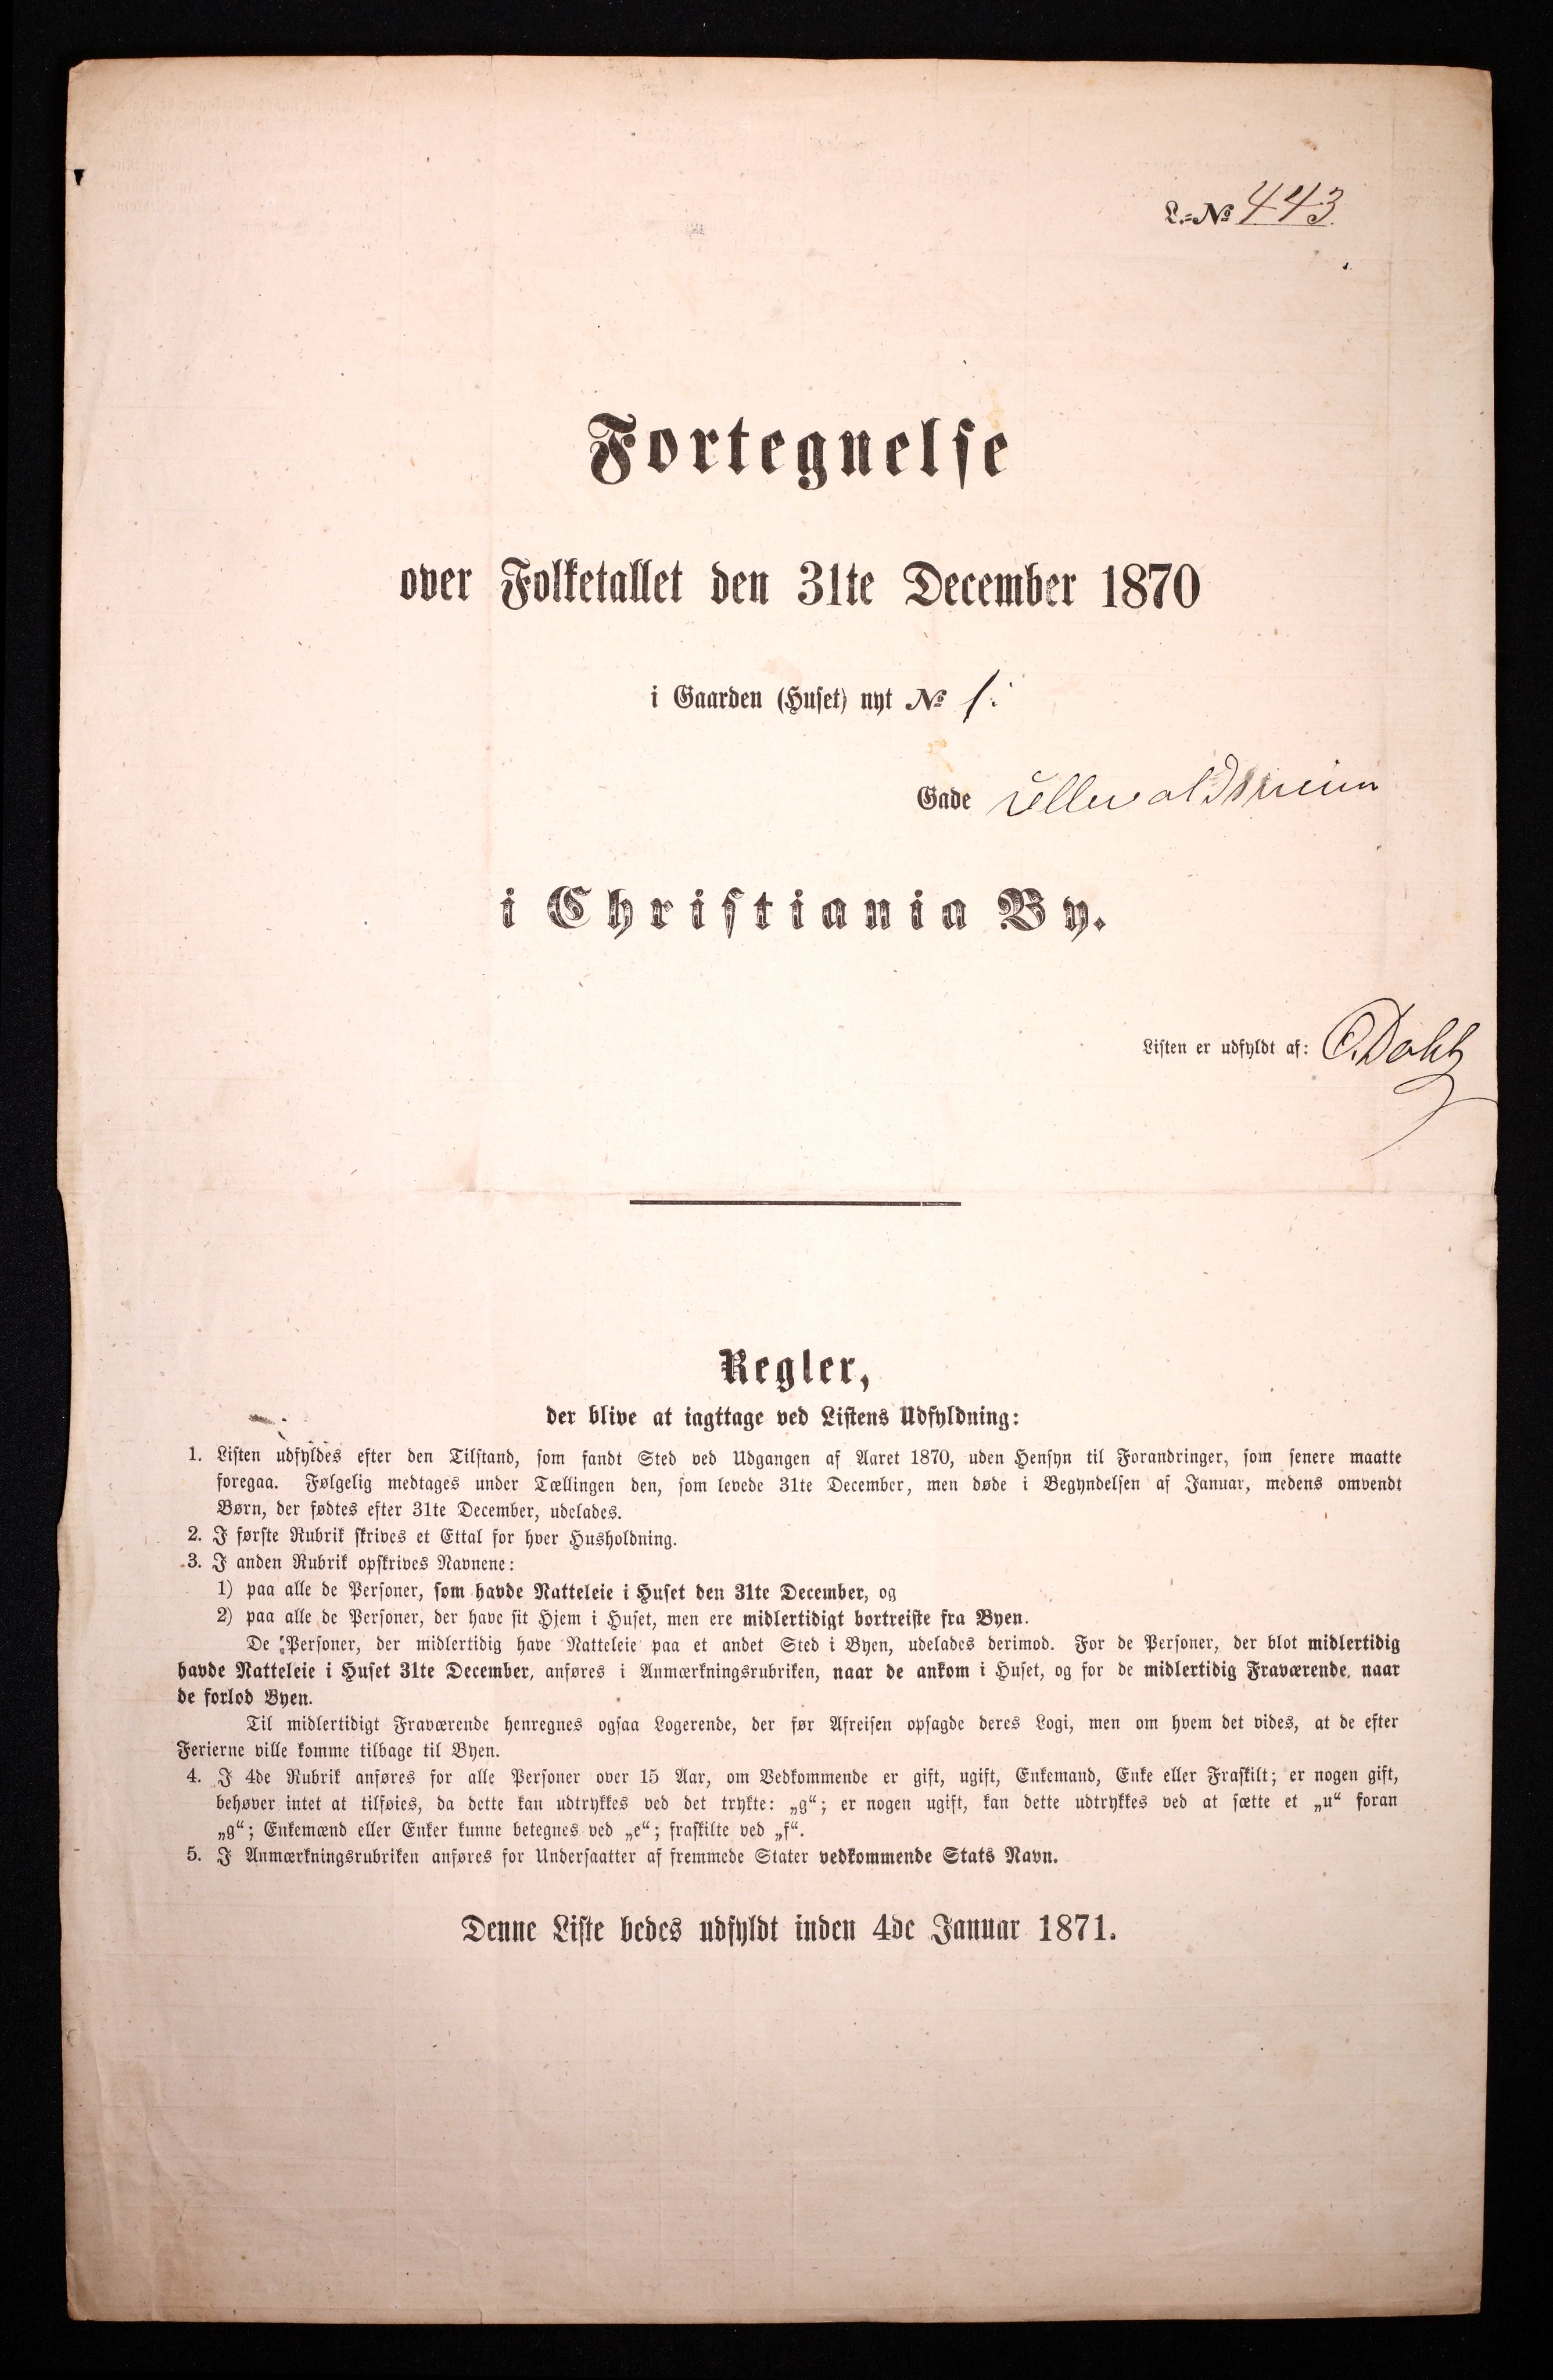 L.=№ 443.
Fortegnelse
over Folketallet den 31te December 1870
i Gaarden (Huset) nyt № 1.
Gade Ullevaldsveien
i Christiania By.
Listen er udfyldt af: O. Dahl
Regler,
der blive at iagttage ved Listens Udfyldning:
1. Listen udfyldes efter den Tilstand, som fandt Sted ved Udgangen af Aaret 1870, uden Hensyn til Forandringer, som senere maatte
foregaa. Følgelig medtages under Tællingen den, som levede 31te December, men døde i Begyndelsen af Januar, medens omvendt
Børn, der fødtes efter 31te December, udelades.
2. I første Rubrik skrives et Ettal for hver Husholdning.
3. I anden Rubrik opskrives Navnene:
1) paa alle de Personer, som havde Natteleie i Huset den 31te December, og
2) paa alle de Personer, der have sit Hjem i Huset, men ere midlertidigt bortreiste fra Byen.
De Personer, der midlertidig have Natteleie paa et andet Sted i Byen, udelades derimod. For de Personer, der blot midlertidig
havde Natteleie i Huset 31te December, anføres i Anmærkningsrubriken, naar de ankom i Huset, og for de midlertidig Fraværende, naar
de forlod Byen.
Til midlertidigt Fraværende henregnes ogsaa Logerende, der før Afreisen opsagde deres Logi, men om hvem det vides, at de efter
Ferierne ville komme tilbage til Byen.
4. I 4de Rubrik anføres for alle Personer over 15 Aar, om Vedkommende er gift, ugift, Enkemand, Enke eller Fraskilt; er nogen gift,
behøver intet at tilføies, da dette kan udtrykkes ved det trykte: „g“; er nogen ugift, kan dette udtrykkes ved at sætte et „u“ foran
„g“; Enkemænd eller Enker kunne betegnes ved „e“; fraskilte ved „f“.
5. I Anmærkningsrubriken anføres for Undersaatter af fremmede Stater vedkommende Stats Navn.
Denne Liste bedes udfyldt inden 4de Januar 1871.